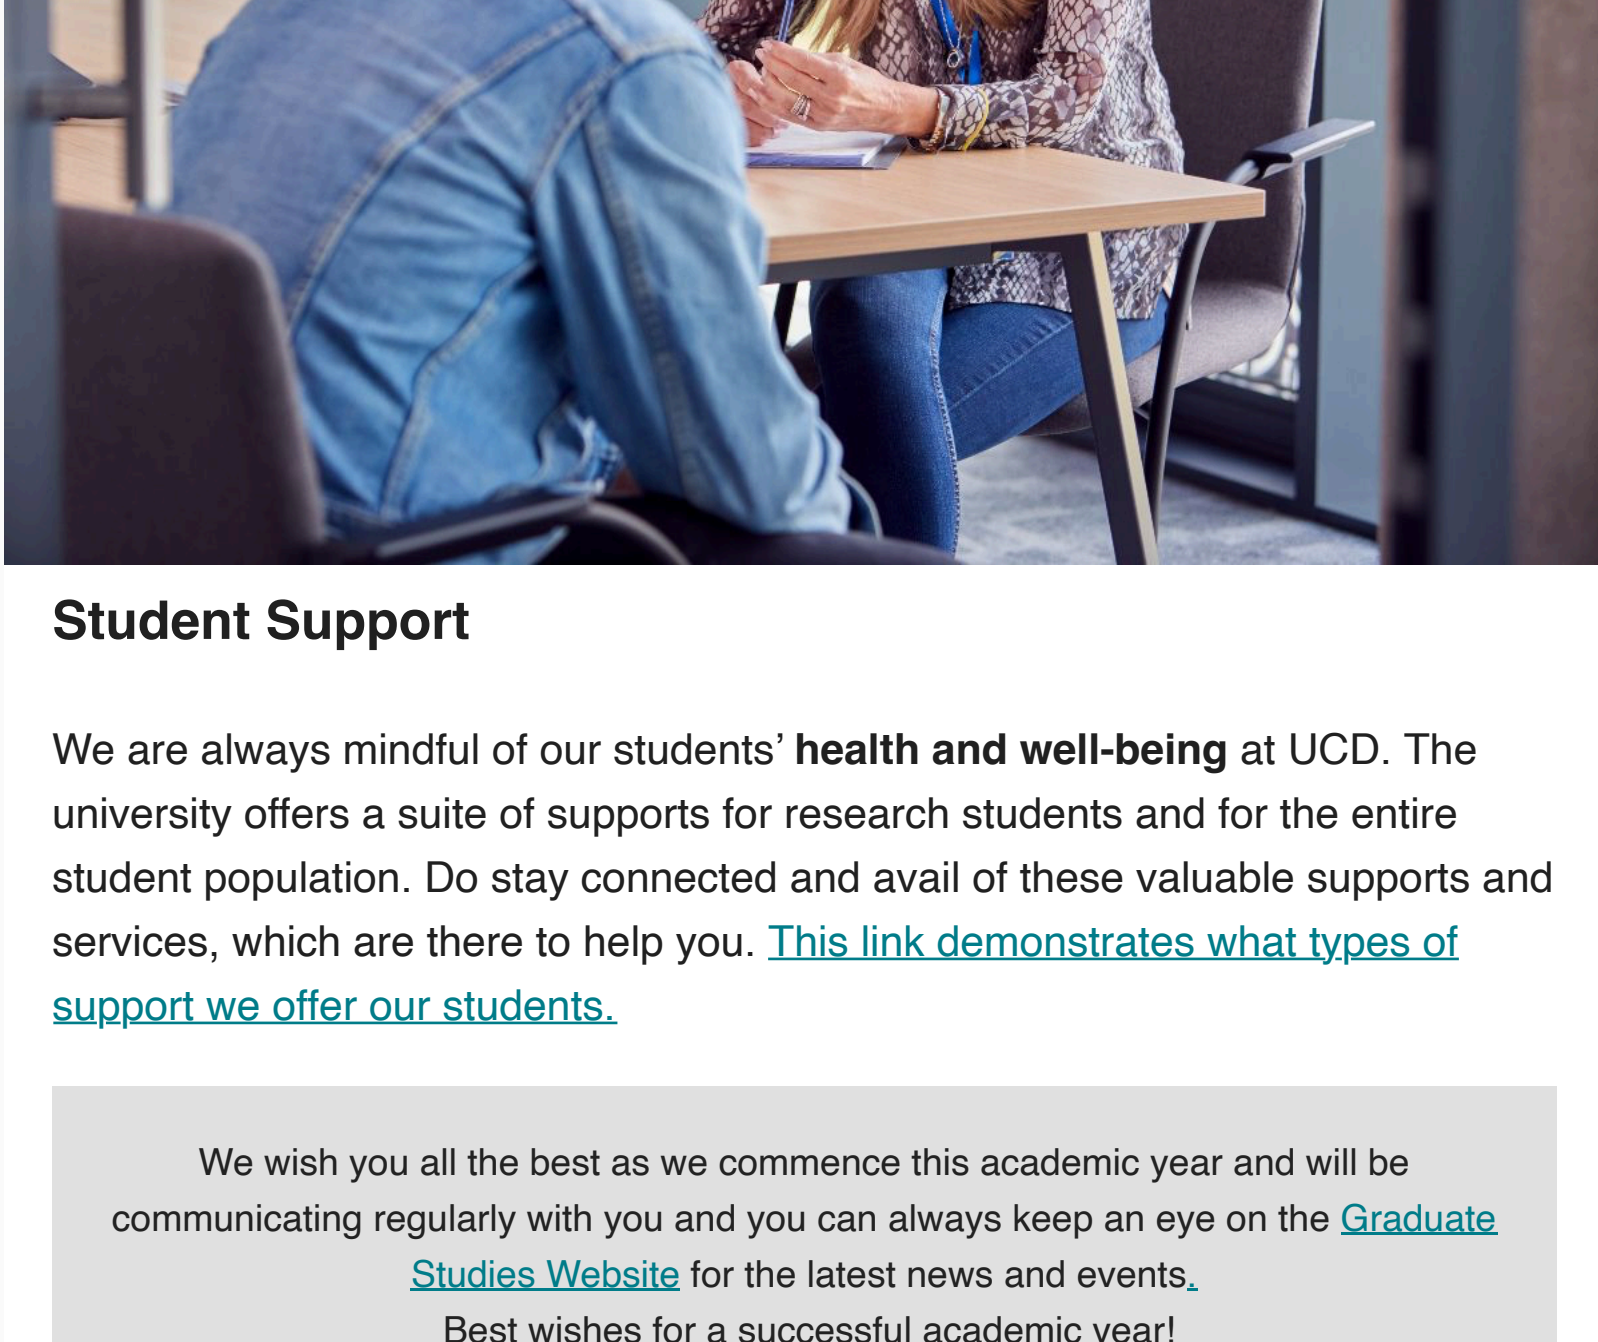 Student Support
We are always mindful of our students’ health and well-being at UCD. The
university offers a suite of supports for research students and for the entire
student population. Do stay connected and avail of these valuable supports and
services, which are there to help you. This link demonstrates what types of
support we offer our students.
We wish you all the best as we commence this academic year and will be
communicating regularly with you and you can always keep an eye on the Graduate
Studies Website for the latest news and events.
Best wishes for a successful academic year!